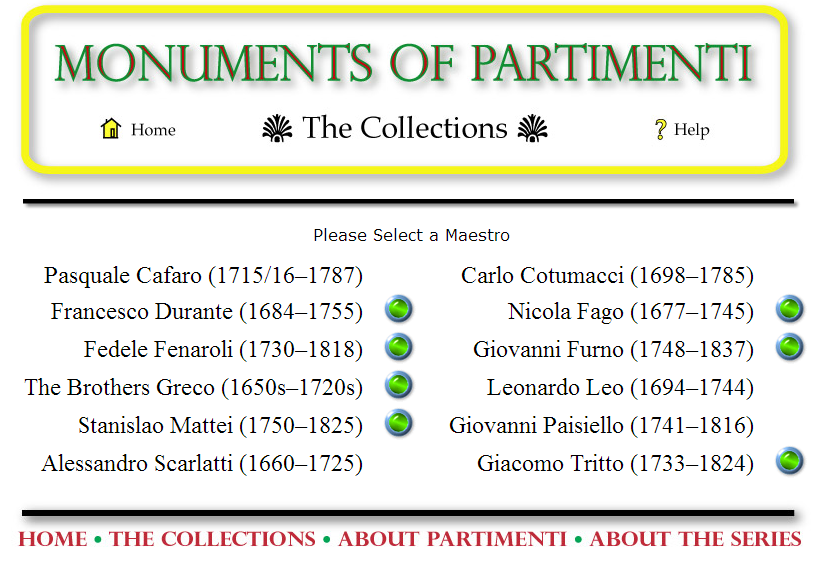 MONUMENTS OF PARTIMENTI
Home The Collections Help
Please Select a Maestro
Pasquale Cafaro (1715/16–1787) Carlo Cotumacci (1698–1785)
Francesco Durante (1684–1755) Nicola Fago (1677–1745)
Fedele Fenaroli (1730–1818) Giovanni Furno (1748–1837)
The Brothers Greco (1650s–1720s) Leonardo Leo (1694–1744)
Stanislao Mattei (1750–1825) Giovanni Paisiello (1741–1816)
Alessandro Scarlatti (1660–1725) Giacomo Tritto (1733–1824)
HOME • THE COLLECTIONS • ABOUT PARTIMENTI • ABOUT THE SERIES